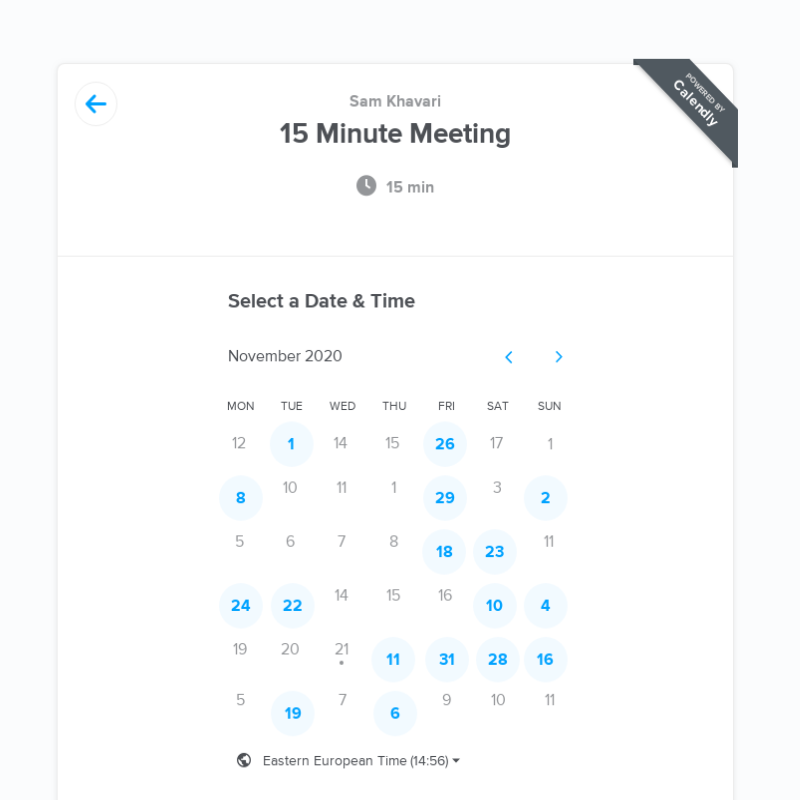 POWERED BY
Calendly
Sam Khavari
15 Minute Meeting
15 min
Select a Date & Time
November 2020
MON TUE WED THU FRI SAT SUN
12 1 14 15 26 17 1
8 10 11 1 29 3 2
5 6 7 8 18 23 11
24 22 14 15 16 10 4
19 20 21 11 31 28 16
5 19 7 6 9 10 11
Eastern European Time (14:56)